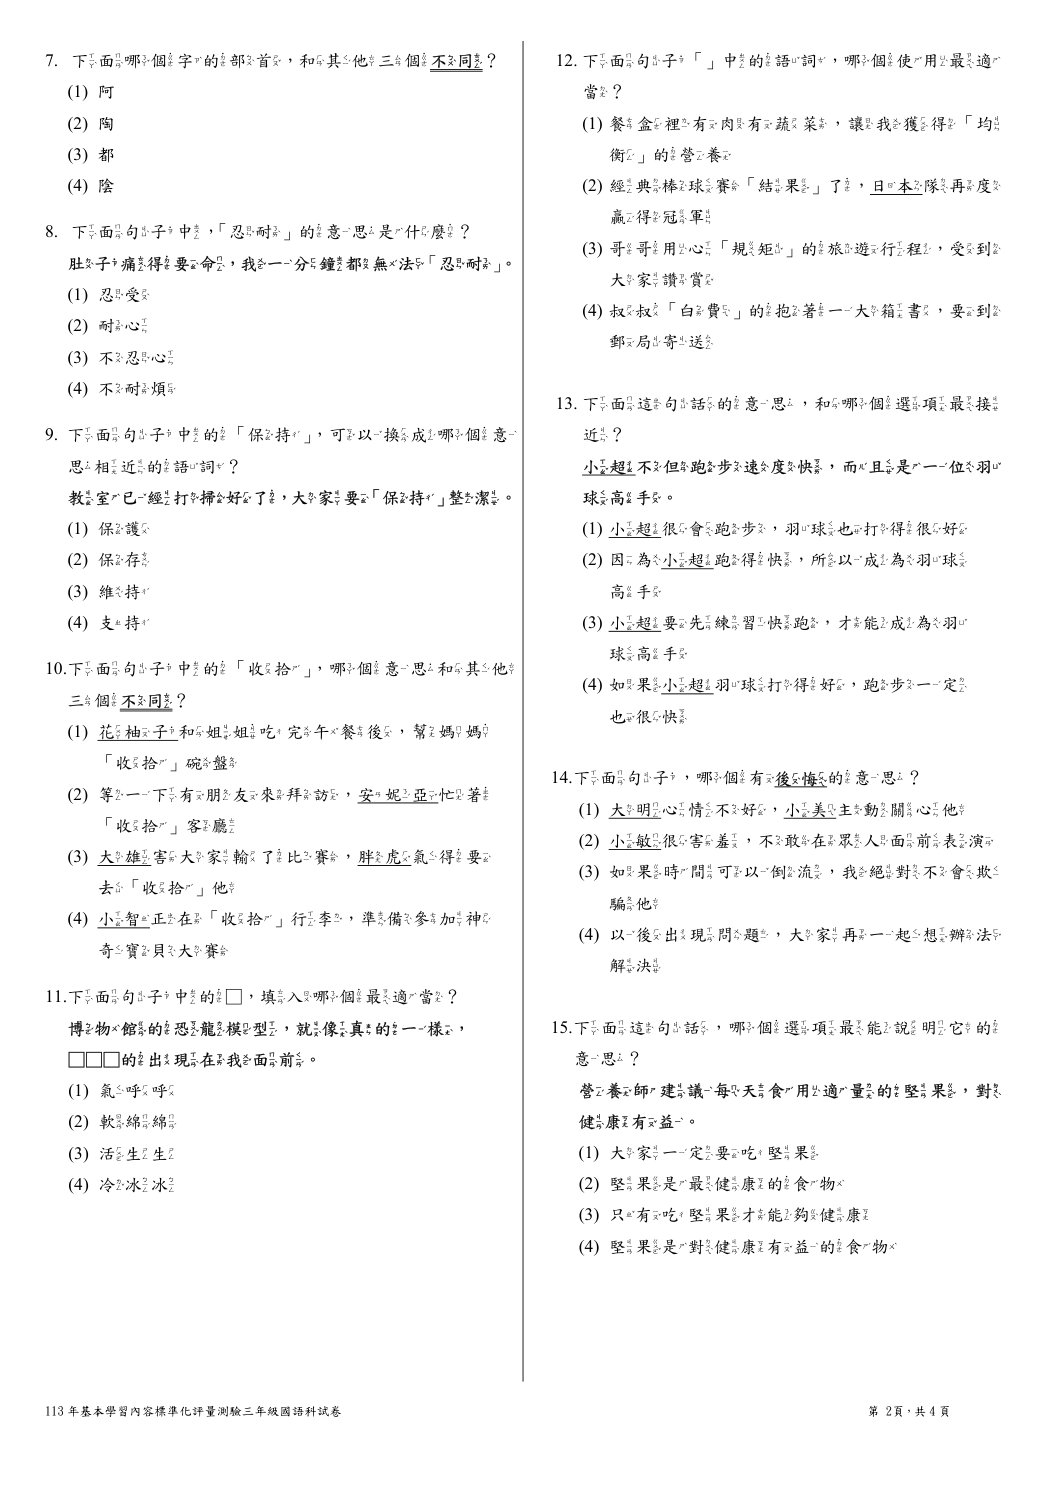 7. 下面哪個字的部首，和其他三個不同？
(1) 阿
(2) 陶
(3) 都
(4) 陰
8. 下面句子中，「忍耐」的意思是什麼？
肚子痛得要命，我一分鐘都無法「忍耐」。
(1) 忍受
(2) 耐心
(3) 不忍心
(4) 不耐煩
9. 下面句子中的「保持」，可以換成哪個意
思相近的語詞？
教室已經打掃好了，大家要「保持」整潔。
(1) 保護
(2) 保存
(3) 維持
(4) 支持
10.下面句子中的「收拾」，哪個意思和其他
三個不同？
(1) 花柚子和姐姐吃完午餐後，幫媽媽
「收拾」碗盤
(2) 等一下有朋友來拜訪，安妮亞忙著
「收拾」客廳
(3) 大雄害大家輸了比賽，胖虎氣得要
去「收拾」他
(4) 小智正在「收拾」行李，準備參加神
奇寶貝大賽
11.下面句子中的□，填入哪個最適當？
博物館的恐龍模型，就像真的一樣，
□□□的出現在我面前。
(1) 氣呼呼
(2) 軟綿綿
(3) 活生生
(4) 冷冰冰
12. 下面句子「」中的語詞，哪個使用最適
當？
(1) 餐盒裡有肉有蔬菜，讓我獲得「均
衡」的營養
(2) 經典棒球賽「結果」了，日本隊再度
贏得冠軍
(3) 哥哥用心「規矩」的旅遊行程，受到
大家讚賞
(4) 叔叔「白費」的抱著一大箱書，要到
郵局寄送
13. 下面這句話的意思，和哪個選項最接
近？
小超不但跑步速度快，而且是一位羽
球高手。
(1) 小超很會跑步，羽球也打得很好
(2) 因為小超跑得快，所以成為羽球
高手
(3) 小超要先練習快跑，才能成為羽
球高手
(4) 如果小超羽球打得好，跑步一定
也很快
14.下面句子，哪個有後悔的意思？
(1) 大明心情不好，小美主動關心他
(2) 小敏很害羞，不敢在眾人面前表演
(3) 如果時間可以倒流，我絕對不會欺
騙他
(4) 以後出現問題，大家再一起想辦法
解決
15.下面這句話，哪個選項最能說明它的
意思？
營養師建議每天食用適量的堅果，對
健康有益。
(1) 大家一定要吃堅果
(2) 堅果是最健康的食物
(3) 只有吃堅果才能夠健康
(4) 堅果是對健康有益的食物
113 年基本學習內容標準化評量測驗三年級國語科試卷
第 2頁，共 4 頁